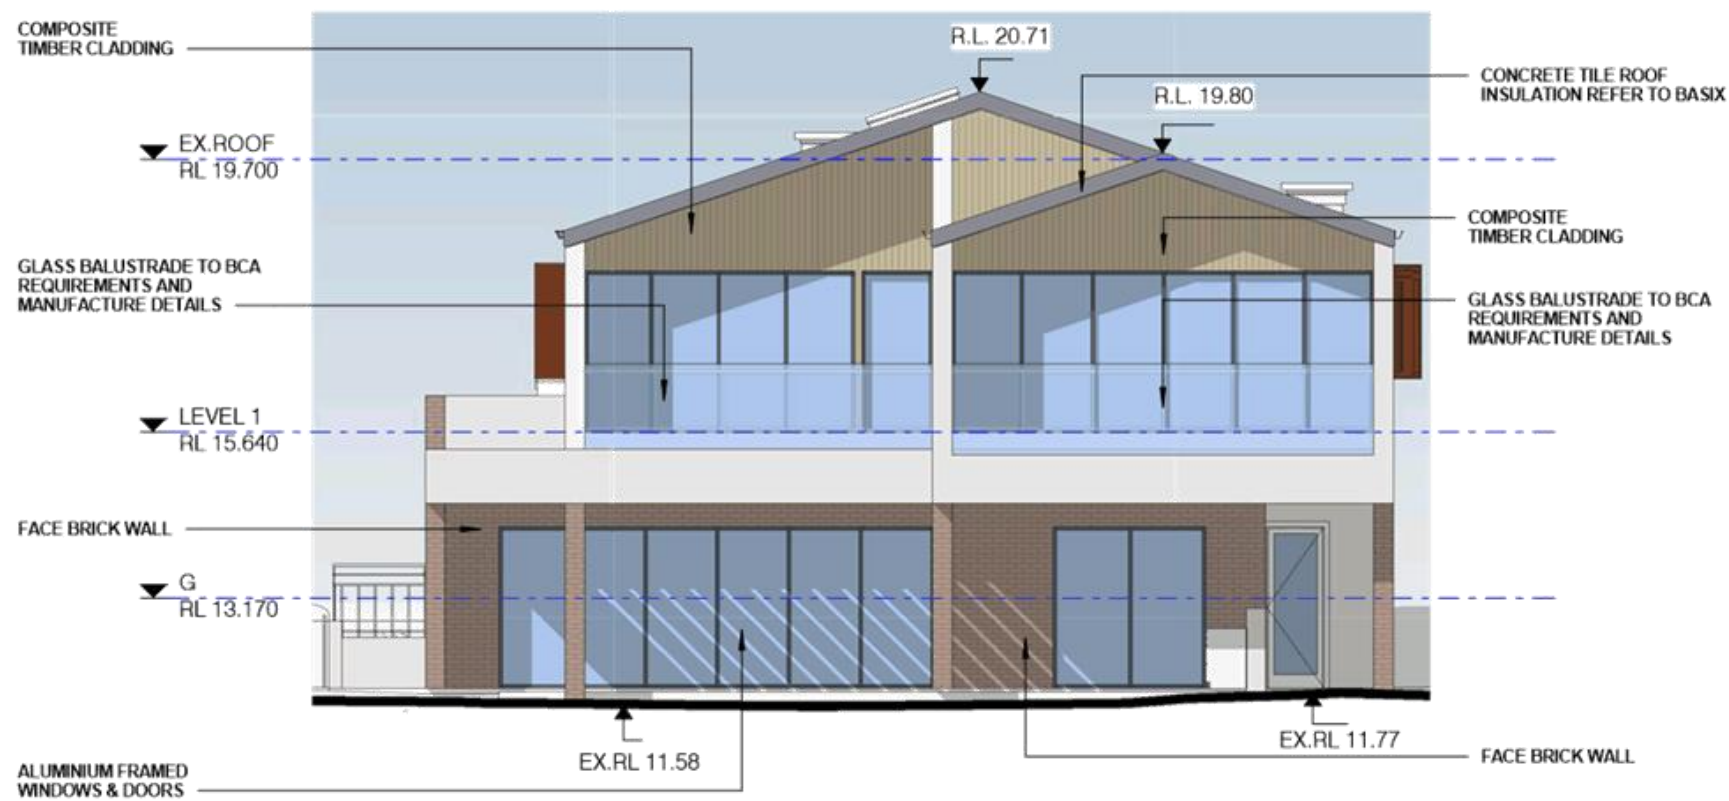 COMPOSITE
TIMBER CLADDING
R.L. 20.71
CONCRETE TILE ROOF
INSULATION REFER TO BASIX
R.L. 19.80
EX.ROOF
RL 19.700
COMPOSITE
TIMBER CLADDING
GLASS BALUSTRADE TO BCA
REQUIREMENTS AND
MANUFACTURE DETAILS
GLASS BALUSTRADE TO BCA
REQUIREMENTS AND
MANUFACTURE DETAILS
LEVEL 1
RL 15.640
FACE BRICK WALL
G
RL 13.170
EX.RL 11.58
EX.RL 11.77
FACE BRICK WALL
ALUMINIUM FRAMED
WINDOWS & DOORS